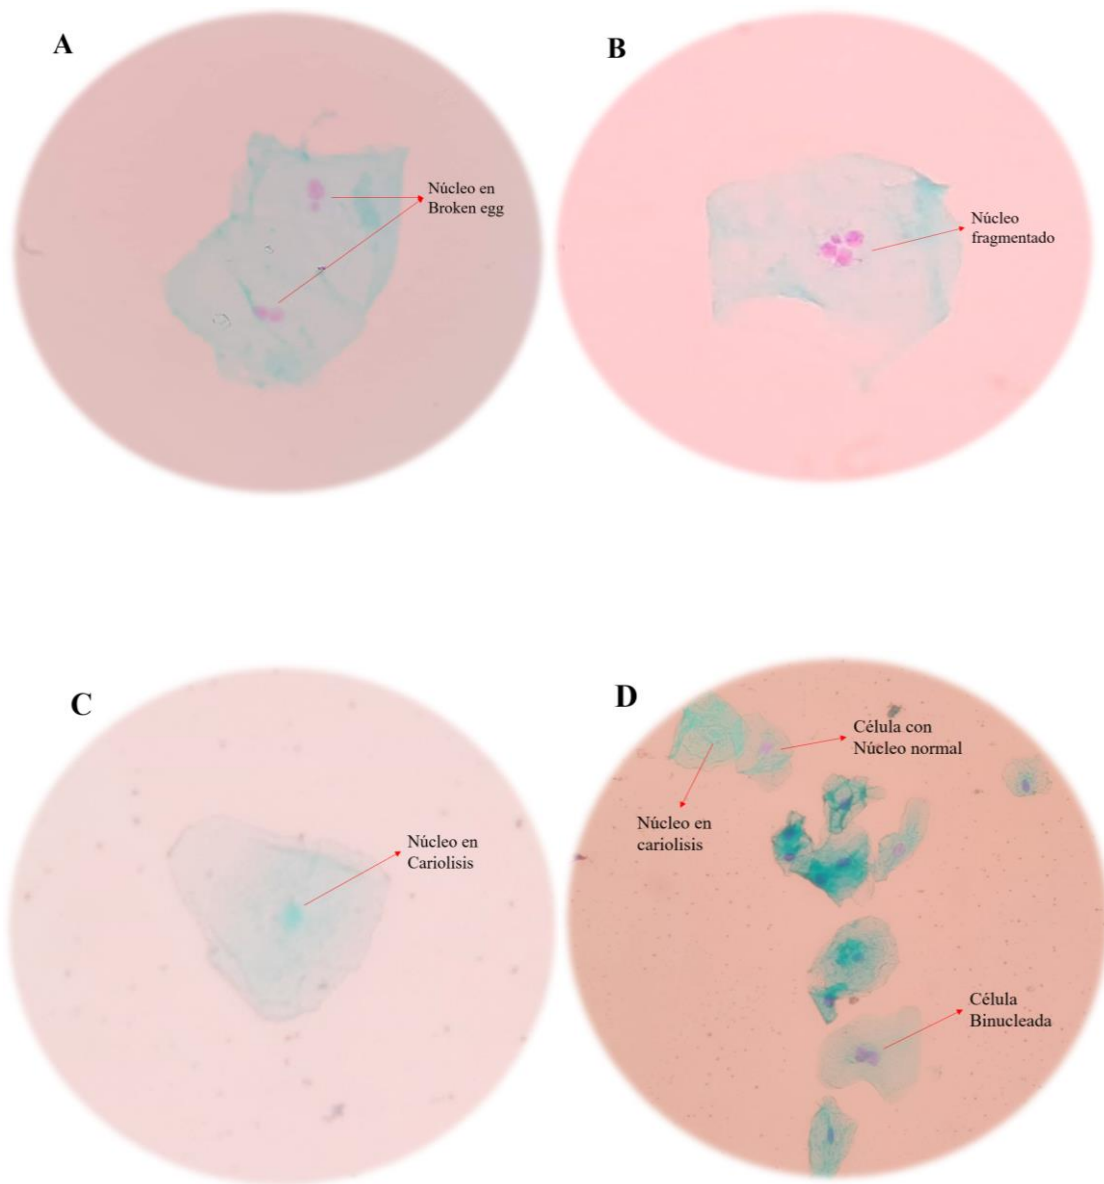 A
Núcleo en
Broken egg
B
Núcleo
fragmentado
C
Núcleo en
Cariolisis
D
Célula con
Núcleo normal
Núcleo en
cariolisis
Célula
Binucleada